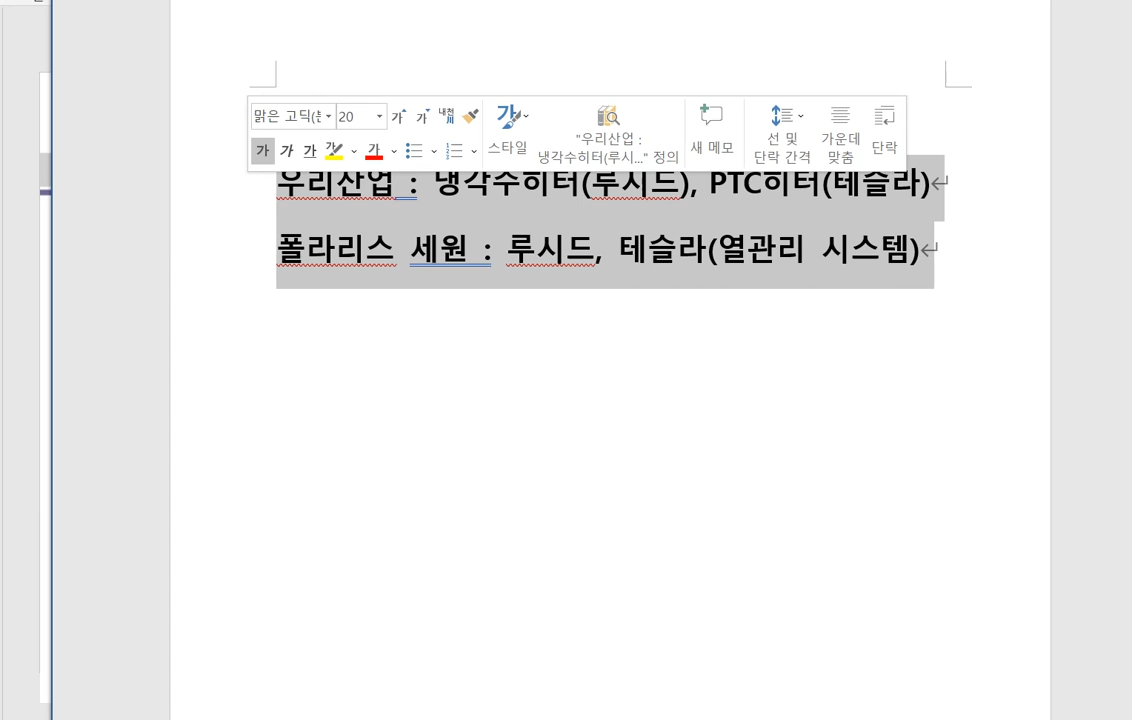 맑은 고딕(
20
가
가
내천
가
가
가
가
가
가
스타일
"우리산업 :
냉각수히터(루시..." 정의
새 메모
선 및
단락 간격
가운데
맞춤
단락
우리산업 : 냉각수히터(루시드), PTC히터(테슬라)
폴라리스 세원 : 루시드, 테슬라(열관리 시스템)